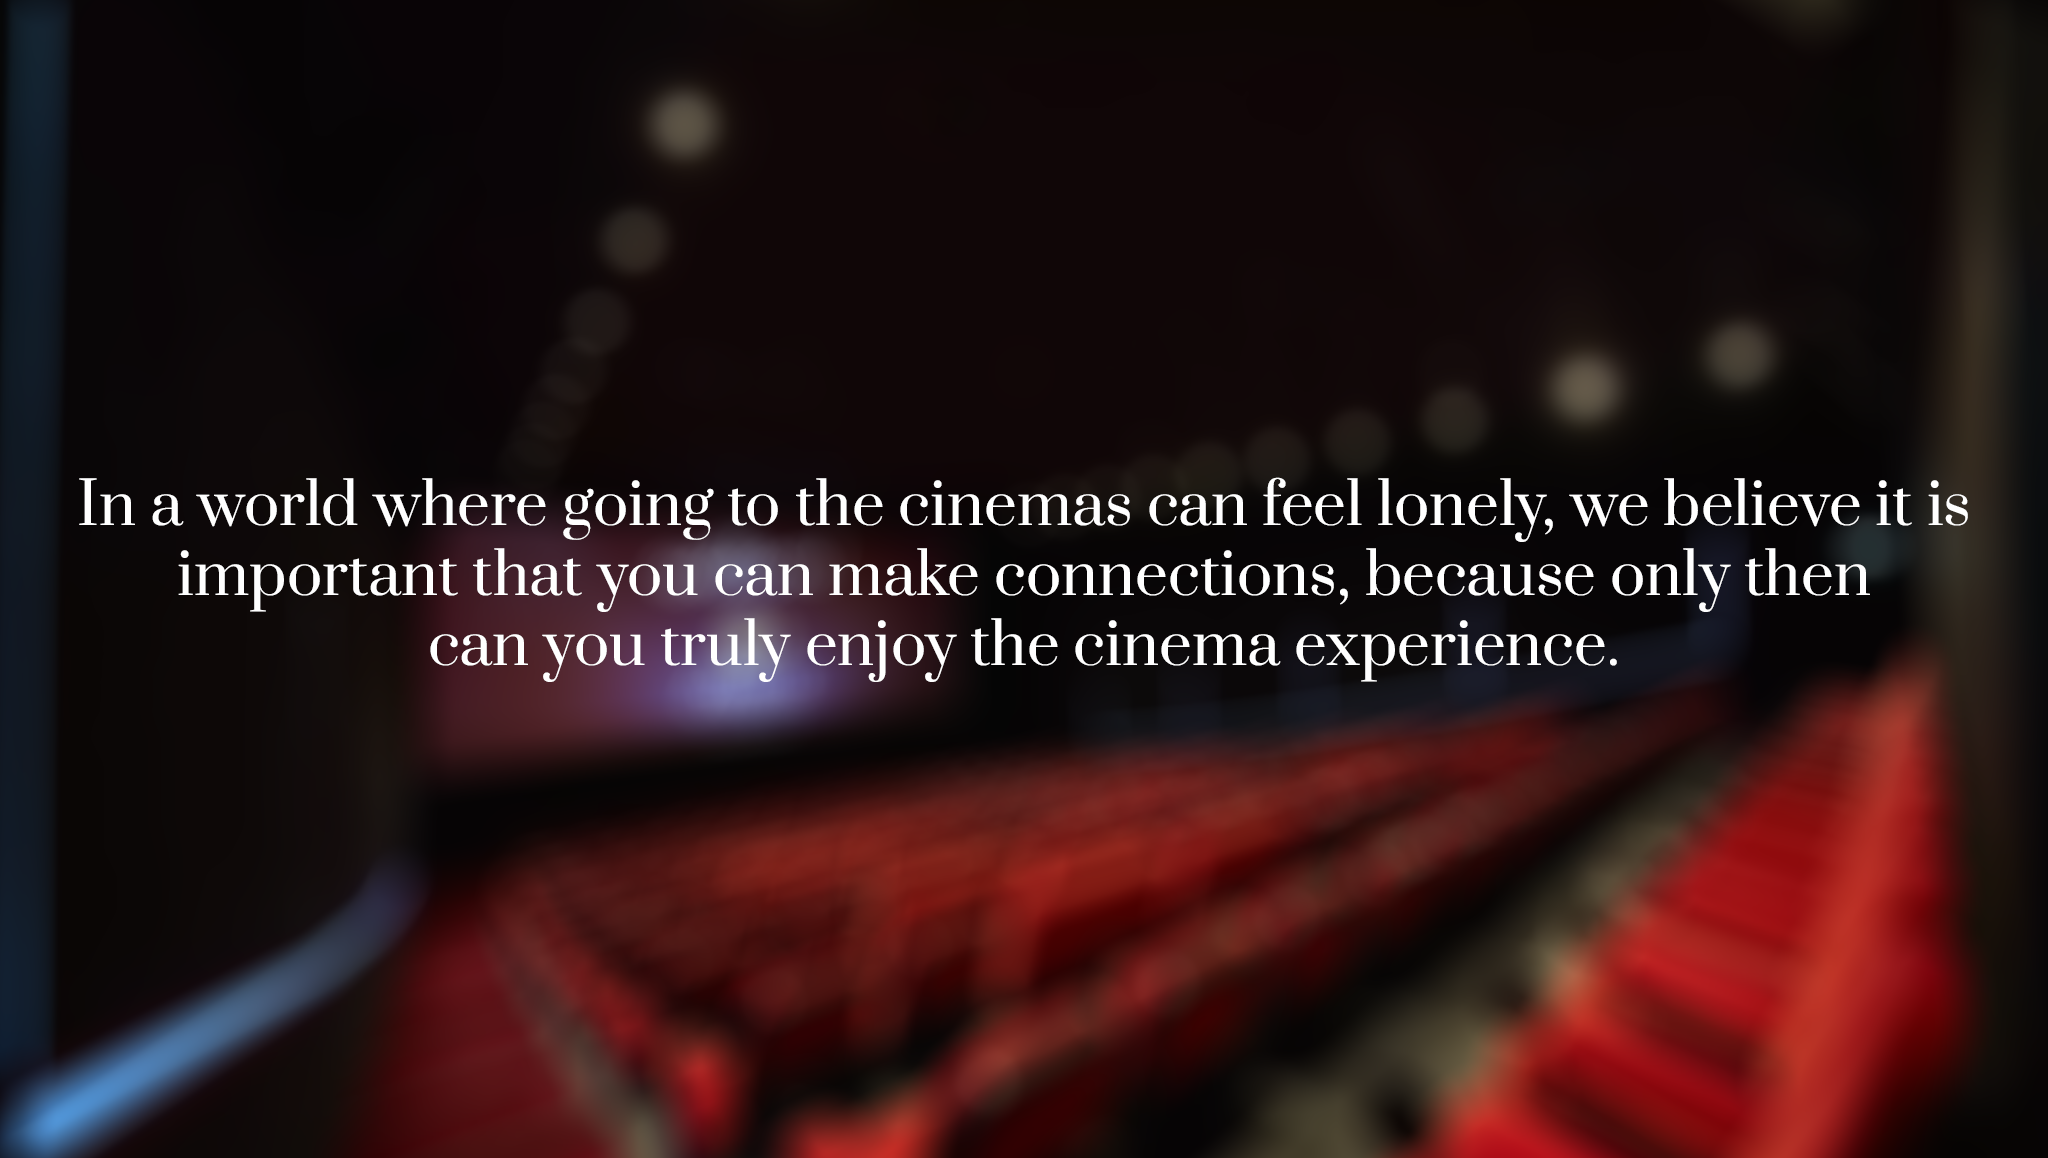 In a world where going to the cinemas can feel lonely, we believe it is
important that you can make connections, because only then
can you truly enjoy the cinema experience.